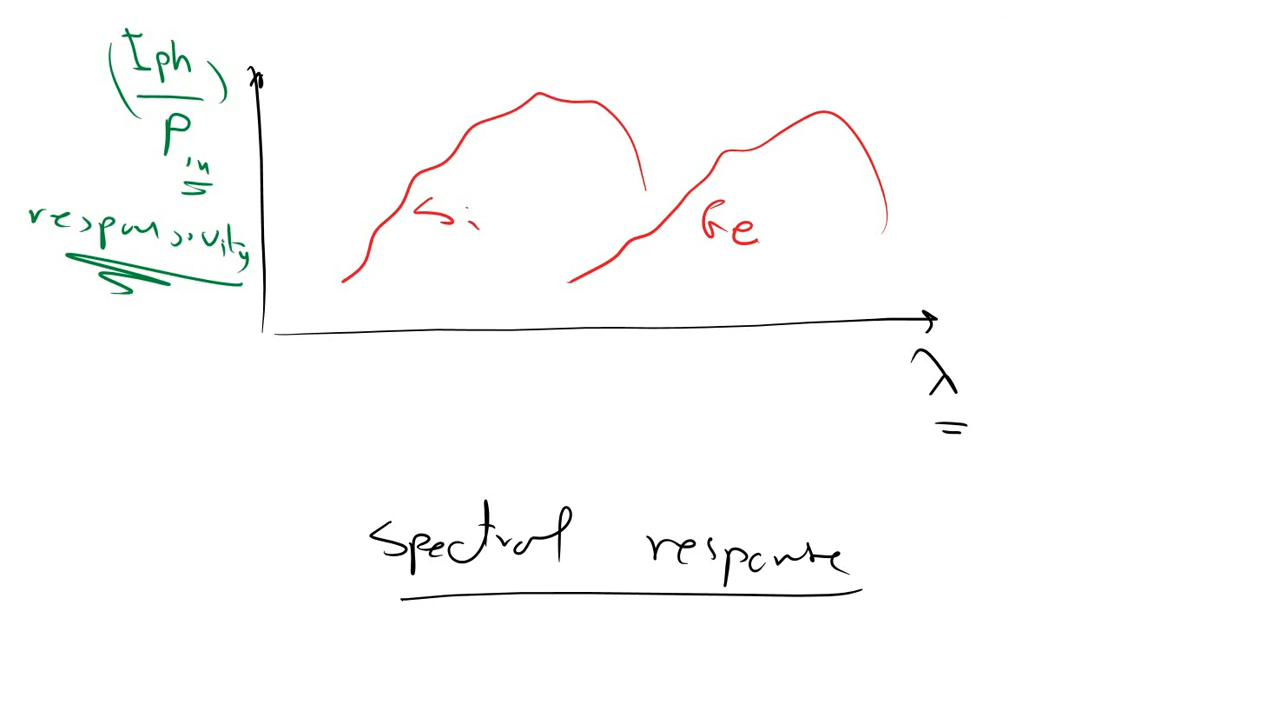 (Iph
/
Pin)
responsivity
Si
Ge
λ
spectral response